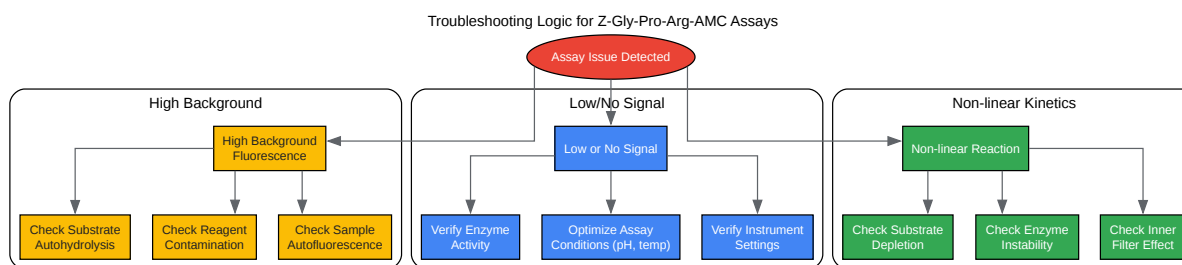 Troubleshooting Logic for Z-Gly-Pro-Arg-AMC Assays
Assay Issue Detected
High Background
Low/No Signal
Non-linear Kinetics
High Background
Fluorescence
Low or No Signal
Non-linear Reaction
Check Substrate
Autohydrolysis
Check Reagent
Contamination
Check Sample
Autofluorescence
Verify Enzyme
Activity
Optimize Assay
Conditions (pH, temp)
Verify Instrument
Settings
Check Substrate
Depletion
Check Enzyme
Instability
Check Inner
Filter Effect